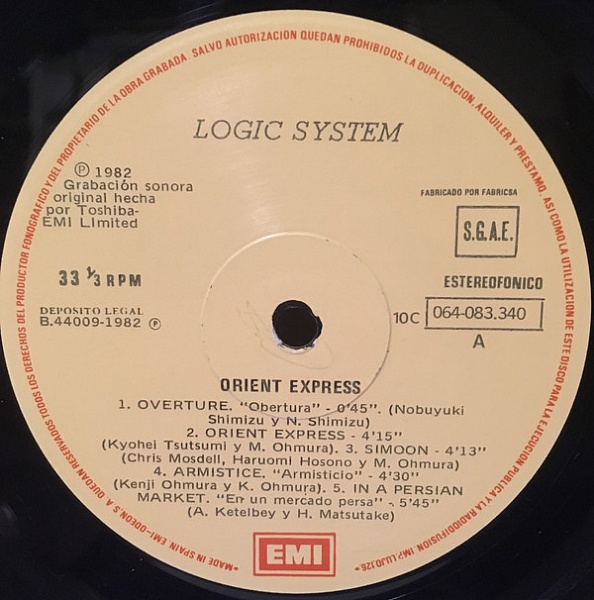 TODOS LOS DERECHOS DEL PRODUCTOR FONOGRAFICO Y DEL PROPIETARIO DE LA OBRA GRABADA. SALVO AUTORIZACION QUEDAN PROHIBIDOS LA DUPLICACION, ALQUILER Y PRESTAMO, ASI COMO LA UTILIZACION DE ESTE DISCO PARA LA EJECUCION PUBLICA Y LA RADIODIFUSION.
*MADE IN SPAIN. EMI-ODEON S.A. QUEDAN RESERVADOS
LOGIC SYSTEM
Ⓟ 1982
Grabación sonora
original hecha
por Toshiba-
EMI LImited
FABRICADO POR FABRICSA
S.G.A.E.
33 ⅓ RPM
ESTEREOFONICO
DEPOSITO LEGAL
B.44009-1982 Ⓟ
10C 064-083.340
A
ORIENT EXPRESS
1. OVERTURE. "Obertura" - 0'45". (Nobuyuki
Shimizu y N. Shimizu)
2. ORIENT EXPRESS - 4'15"
(Kyohei Tsutsumi y M. Ohmura). 3. SIMOON - 4'13"
(Chris Mosdell, Haruomi Hosono y M. Ohmura)
4. ARMISTICE, "Armisticio" - 4'30"
(Kenji Ohmura y K. Ohmura). 5. IN A PERSIAN
MARKET. "En un mercado persa" - 5'45"
(A. Ketelbey y H. Matsutake)
EMI